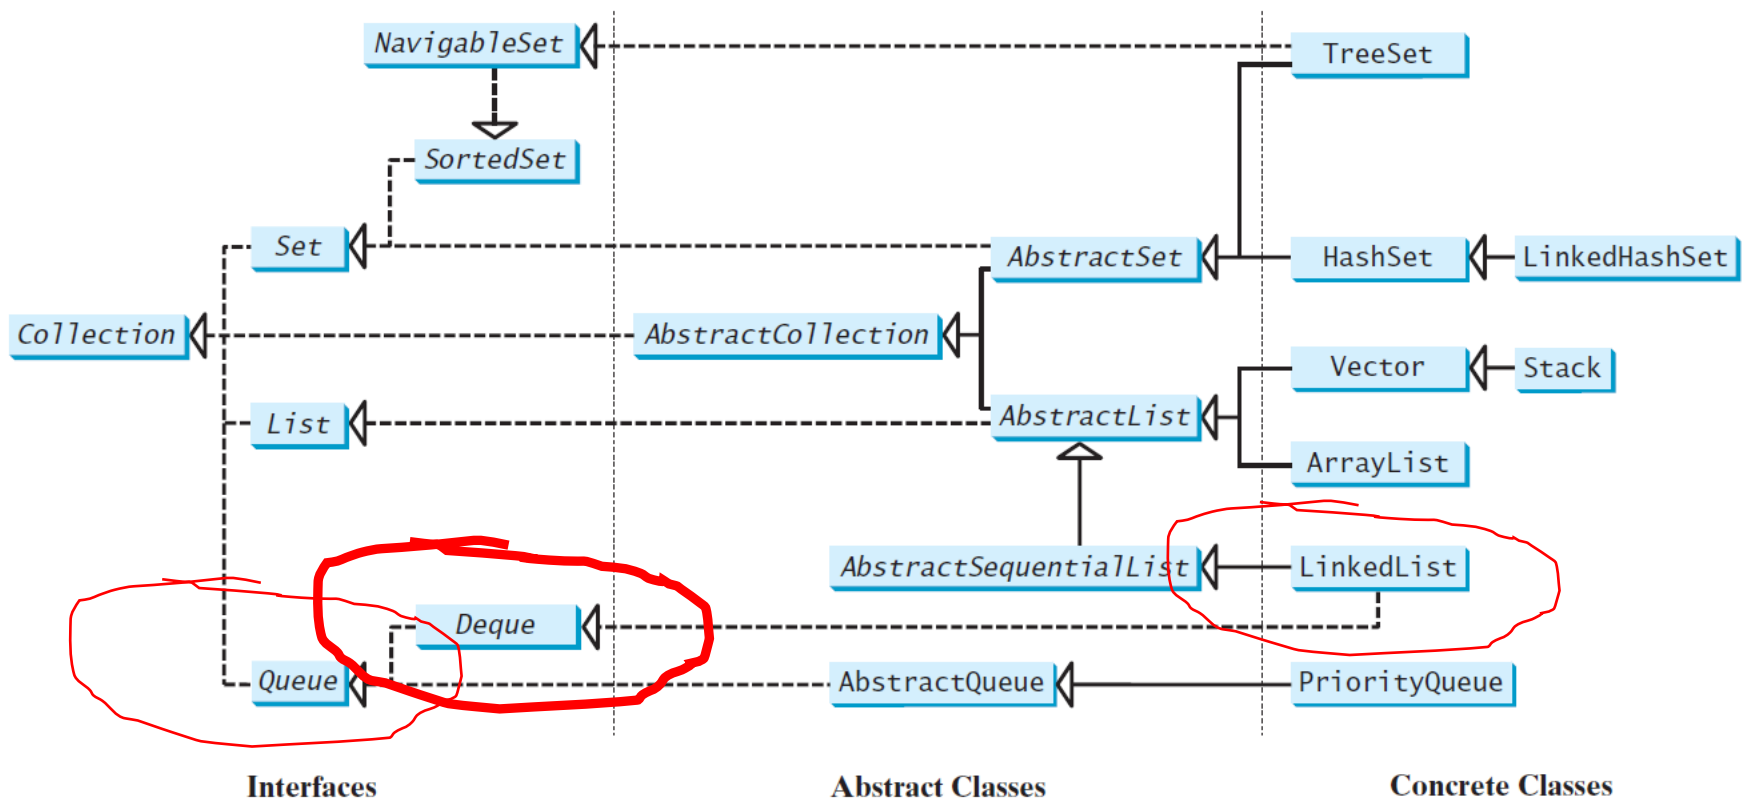 NavigableSet
TreeSet
SortedSet
Set
AbstractSet
HashSet
LinkedHashSet
Collection
AbstractCollection
Vector
Stack
List
AbstractList
ArrayList
AbstractSequentialList
LinkedList
Deque
Queue
AbstractQueue
PriorityQueue
Interfaces
Abstract Classes
Concrete Classes